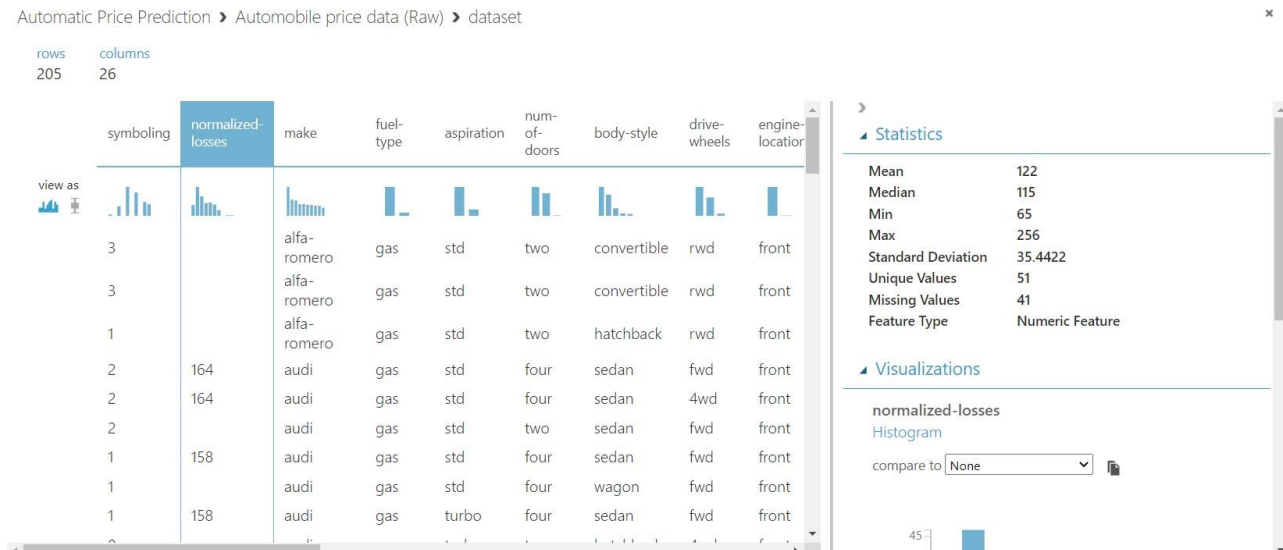 Automatic Price Prediction › Automobile price data (Raw) › dataset
rows columns
205 26
symboling normalized-losses make fuel-type aspiration num-of-doors body-style drive-wheels engine-location
view as
3 alfa-romero gas std two convertible rwd front
3 alfa-romero gas std two convertible rwd front
1 alfa-romero gas std two hatchback rwd front
2 164 audi gas std four sedan fwd front
2 164 audi gas std four sedan 4wd front
2 audi gas std two sedan fwd front
1 158 audi gas std four sedan fwd front
1 audi gas std four wagon fwd front
1 158 audi gas turbo four sedan fwd front
Statistics
Mean 122
Median 115
Min 65
Max 256
Standard Deviation 35.4422
Unique Values 51
Missing Values 41
Feature Type Numeric Feature
Visualizations
normalized-losses
Histogram
compare to None
45